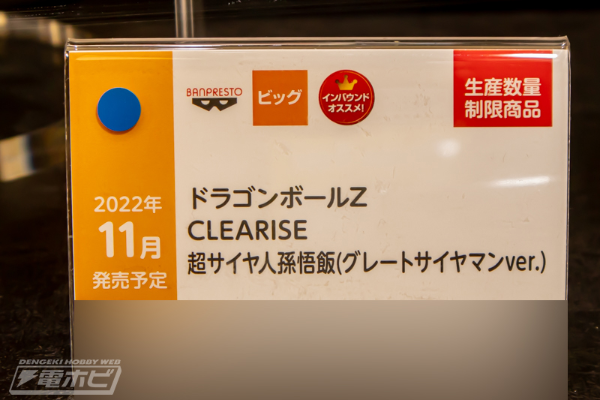 BANPRESTO
ビッグ
インバウンド
オススメ!
生産数量
制限商品
2022年
11月
発売予定
ドラゴンボールZ
CLEARISE
超サイヤ人孫悟飯(グレートサイヤマンver.)
DENGEKI HOBBY WEB
電ホビ